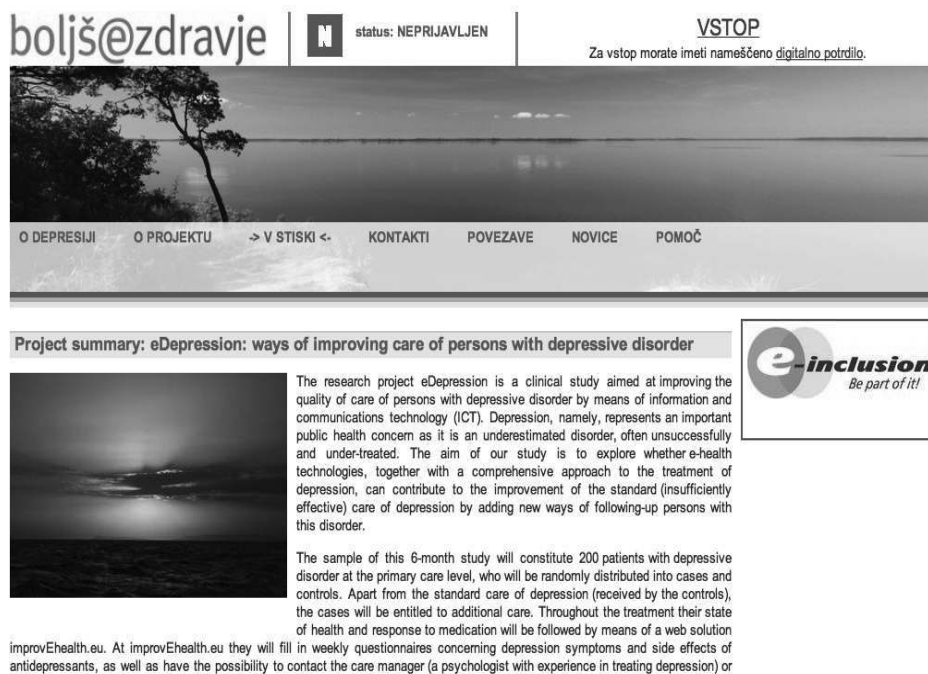 boljš@zdravje
N
status: NEPRIJAVLJEN
VSTOP
Za vstop morate imeti nameščeno digitalno potrdilo.
O DEPRESIJI O PROJEKTU -> V STISKI <- KONTAKTI POVEZAVE NOVICE POMOČ
Project summary: eDepression: ways of improving care of persons with depressive disorder
The research project eDepression is a clinical study aimed at improving the
quality of care of persons with depressive disorder by means of information and
communications technology (ICT). Depression, namely, represents an important
public health concern as it is an underestimated disorder, often unsuccessfully
and under-treated. The aim of our study is to explore whether e-health
technologies, together with a comprehensive approach to the treatment of
depression, can contribute to the improvement of the standard (insufficiently
effective) care of depression by adding new ways of following-up persons with
this disorder.
The sample of this 6-month study will constitute 200 patients with depressive
disorder at the primary care level, who will be randomly distributed into cases and
controls. Apart from the standard care of depression (received by the controls),
the cases will be entitled to additional care. Throughout the treatment their state
of health and response to medication will be followed by means of a web solution
improvEhealth.eu. At improvEhealth.eu they will fill in weekly questionnaires concerning depression symptoms and side effects of
antidepressants, as well as have the possibility to contact the care manager (a psychologist with experience in treating depression) or
e-inclusion
Be part of it!